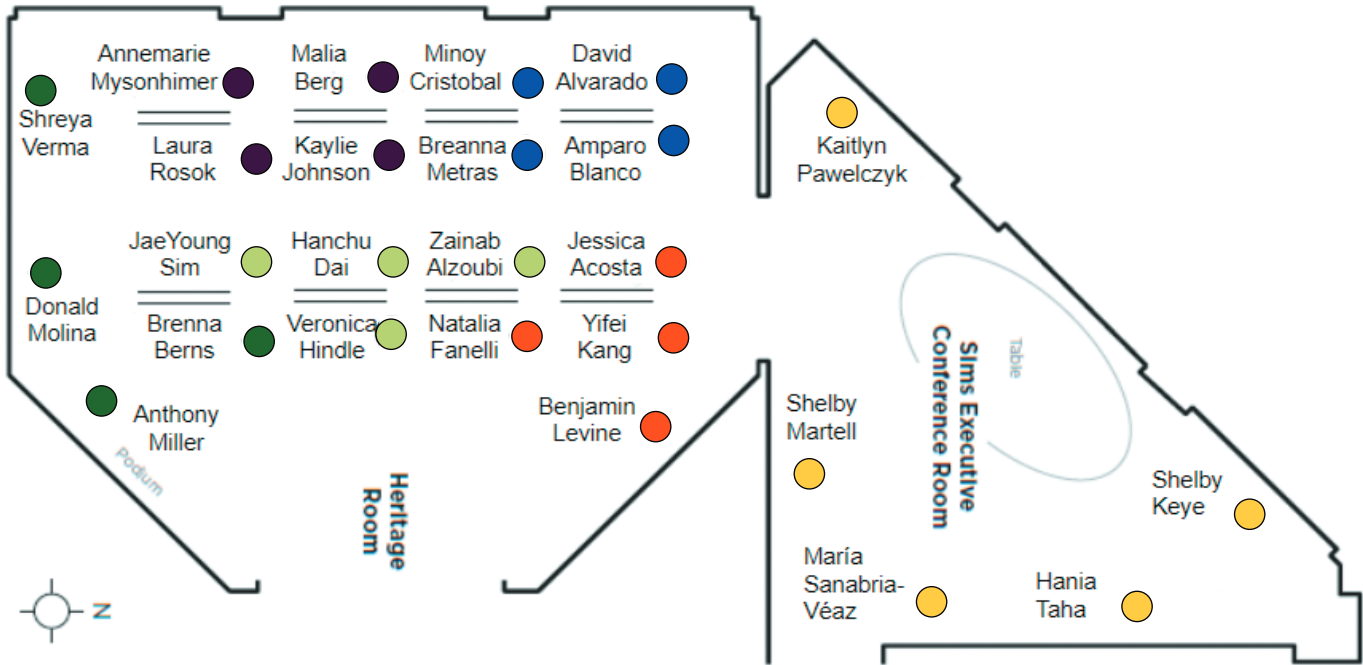 Annemarie
Mysonhimer
Malia
Berg
Minoy
Cristobal
David
Alvarado
Shreya
Verma
Laura
Rosok
Kaylie
Johnson
Breanna
Metras
Amparo
Blanco
Kaitlyn
Pawelczyk
JaeYoung
Sim
Hanchu
Dai
Zainab
Alzoubi
Jessica
Acosta
Donald
Molina
Brenna
Berns
Veronica
Hindle
Natalia
Fanelli
Yifei
Kang
Anthony
Miller
Benjamin
Levine
Podium
Heritage
Room
Table
Sims Executive
Conference Room
Shelby
Martell
Shelby
Keye
María
Sanabria-
Véaz
Hania
Taha
N